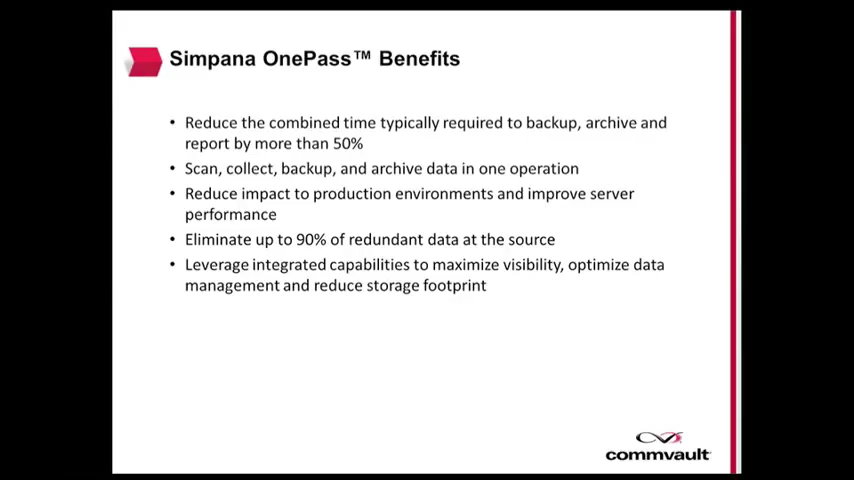 Simpana OnePass™ Benefits
• Reduce the combined time typically required to backup, archive and
report by more than 50%
• Scan, collect, backup, and archive data in one operation
• Reduce impact to production environments and improve server
performance
• Eliminate up to 90% of redundant data at the source
• Leverage integrated capabilities to maximize visibility, optimize data
management and reduce storage footprint
commvault